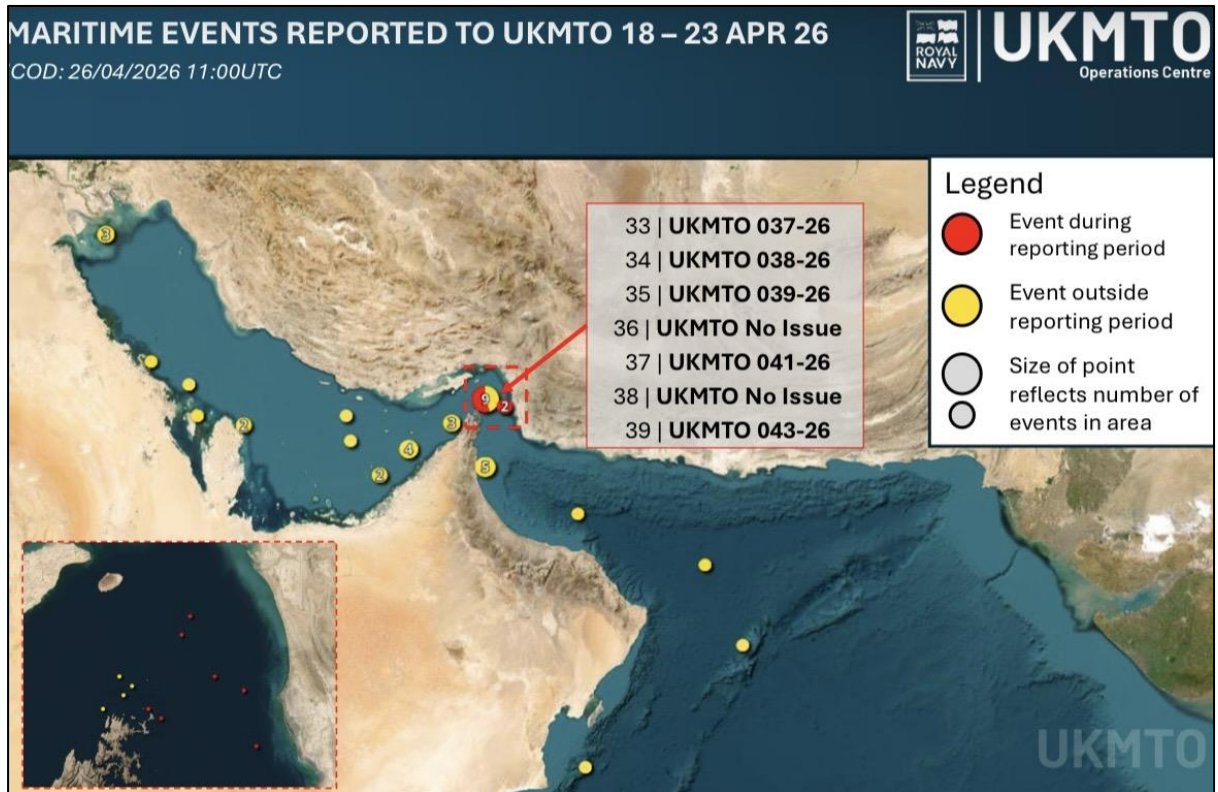 MARITIME EVENTS REPORTED TO UKMTO 18 – 23 APR 26
COD: 26/04/2026 11:00UTC
ROYAL
NAVY
UKMTO
Operations Centre
Legend
Event during
reporting period
Event outside
reporting period
Size of point
reflects number of
events in area
33 | UKMTO 037-26
34 | UKMTO 038-26
35 | UKMTO 039-26
36 | UKMTO No Issue
37 | UKMTO 041-26
38 | UKMTO No Issue
39 | UKMTO 043-26
3
9
2
2
3
4
2
5
UKMTO